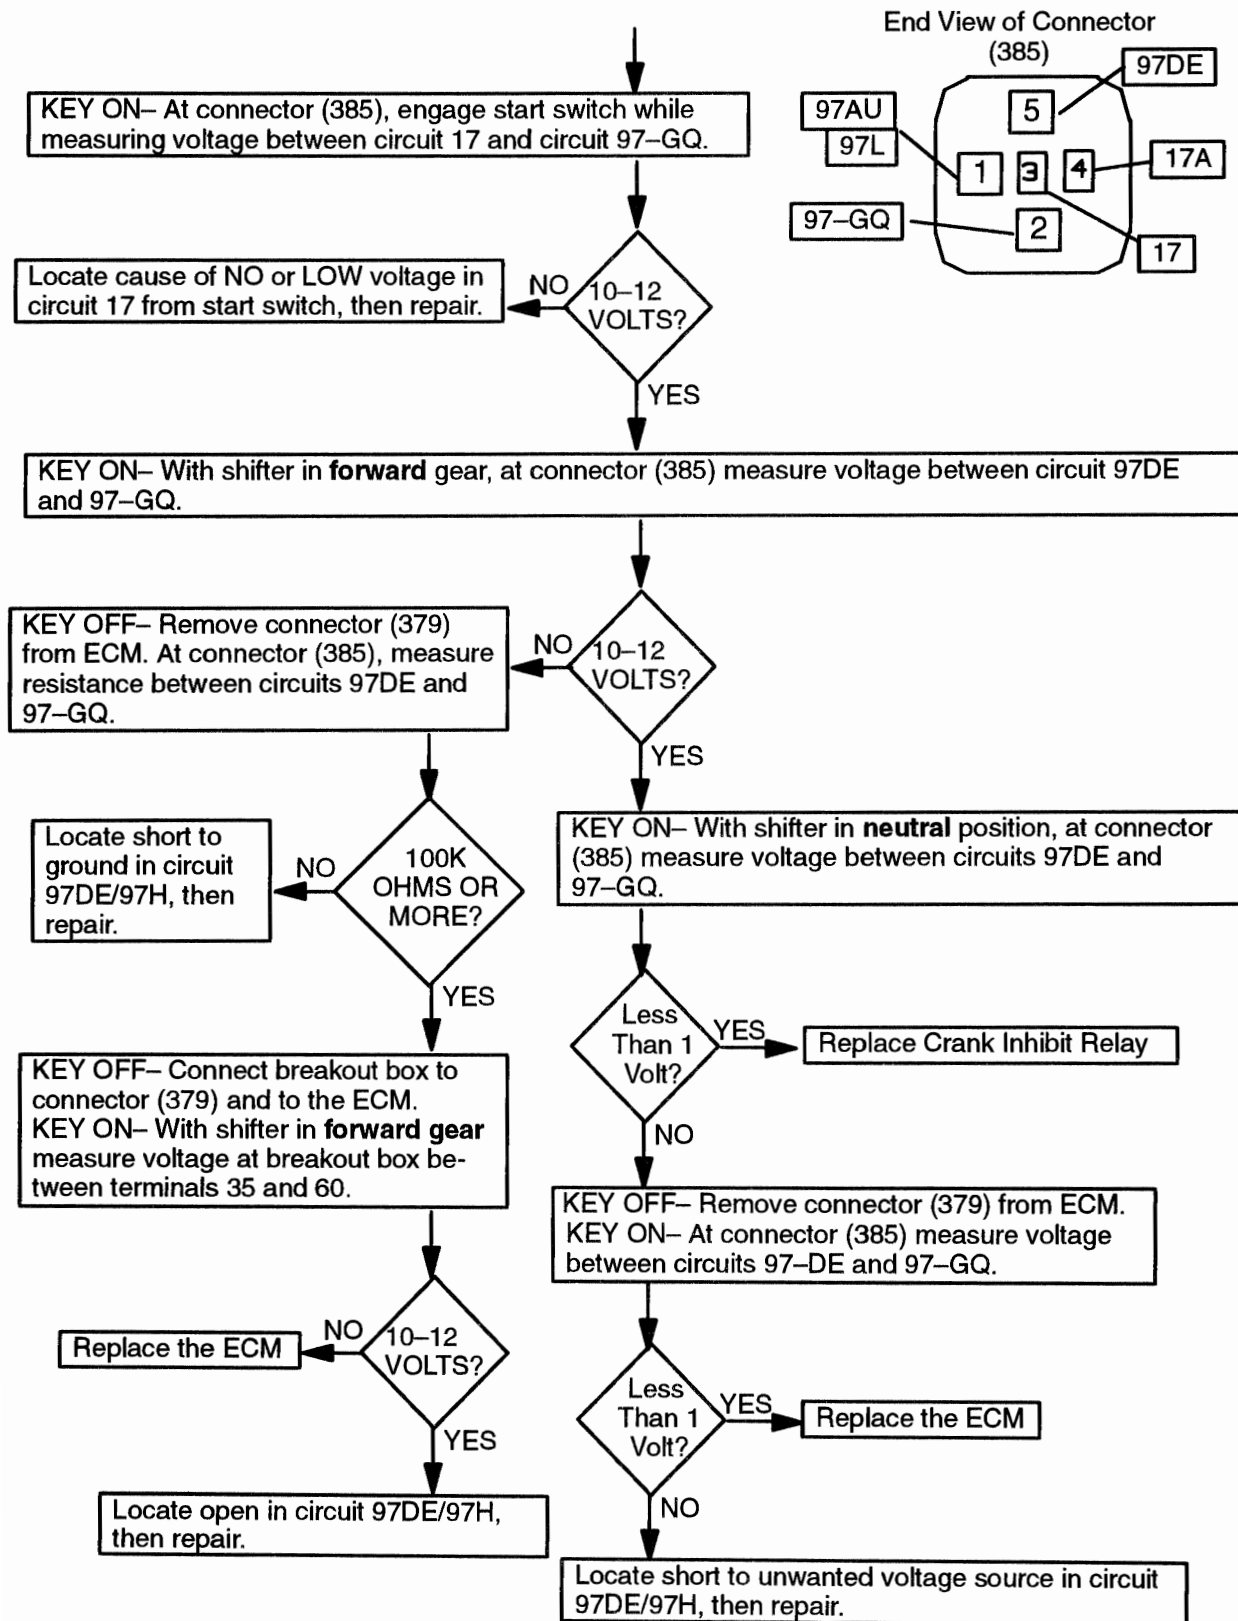 End View of Connector
(385)
97DE
97AU
97L
5
1
3
4
17A
97–GQ
2
17
KEY ON– At connector (385), engage start switch while
measuring voltage between circuit 17 and circuit 97–GQ.
10–12
VOLTS?
NO
Locate cause of NO or LOW voltage in
circuit 17 from start switch, then repair.
YES
KEY ON– With shifter in forward gear, at connector (385) measure voltage between circuit 97DE
and 97–GQ.
10–12
VOLTS?
NO
KEY OFF– Remove connector (379)
from ECM. At connector (385), measure
resistance between circuits 97DE and
97–GQ.
YES
100K
OHMS OR
MORE?
NO
Locate short to
ground in circuit
97DE/97H, then
repair.
YES
KEY OFF– Connect breakout box to
connector (379) and to the ECM.
KEY ON– With shifter in forward gear
measure voltage at breakout box be-
tween terminals 35 and 60.
10–12
VOLTS?
NO
Replace the ECM
YES
Locate open in circuit 97DE/97H,
then repair.
KEY ON– With shifter in neutral position, at connector
(385) measure voltage between circuits 97DE and
97–GQ.
Less
Than 1
Volt?
YES
Replace Crank Inhibit Relay
NO
KEY OFF– Remove connector (379) from ECM.
KEY ON– At connector (385) measure voltage
between circuits 97–DE and 97–GQ.
Less
Than 1
Volt?
YES
Replace the ECM
NO
Locate short to unwanted voltage source in circuit
97DE/97H, then repair.